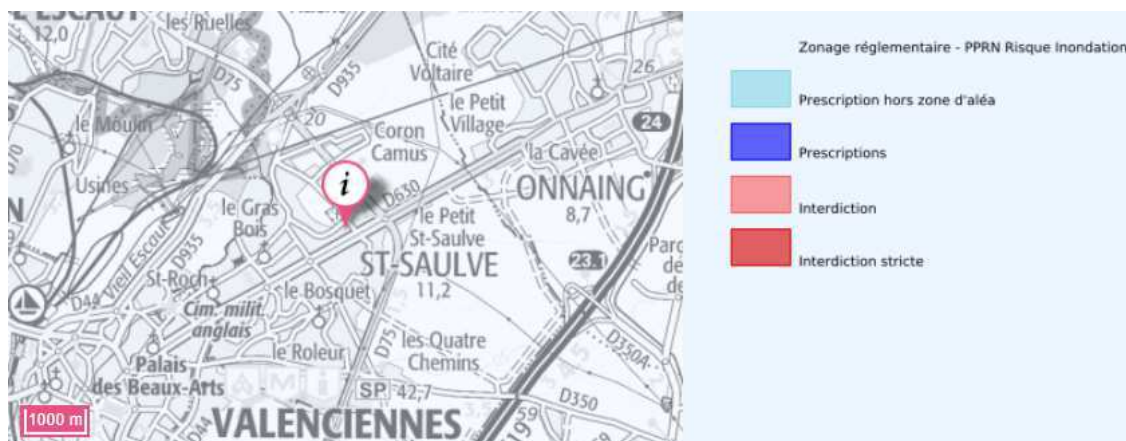 L'ESCAUT
12,0
les Ruelles
D75
D935
Cité
Voltaire
26
le Petit
Village
le Moulin
20
Coron
Camus
24
la Cavée
Usines
i
D630
ONNAING
8,7
le Gras
Bois
le Petit
St-Saulve
D935
Vieil Escaut
ST-SAULVE
11,2
23.1
Parc
de
de
St-Roch
D44
le Bosquet
Cim. milit.
anglais
D75
les Quatre
Chemins
D350A
le Roleur
Palais
des Beaux-Arts
SP
42,7
D350
1000 m
VALENCIENNES
59
Zonage réglementaire - PPRN Risque Inondation
Prescription hors zone d'aléa
Prescriptions
Interdiction
Interdiction stricte